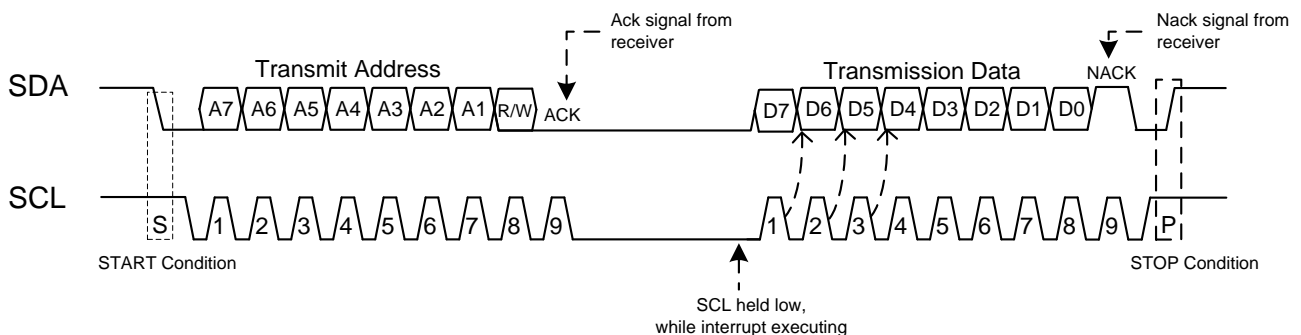 Ack signal from
receiver
Nack signal from
receiver
Transmit Address
Transmission Data
NACK
SDA
A7 A6 A5 A4 A3 A2 A1 R/W ACK
D7 D6 D5 D4 D3 D2 D1 D0
SCL
S 1 2 3 4 5 6 7 8 9
1 2 3 4 5 6 7 8 9 P
START Condition
STOP Condition
SCL held low,
while interrupt executing